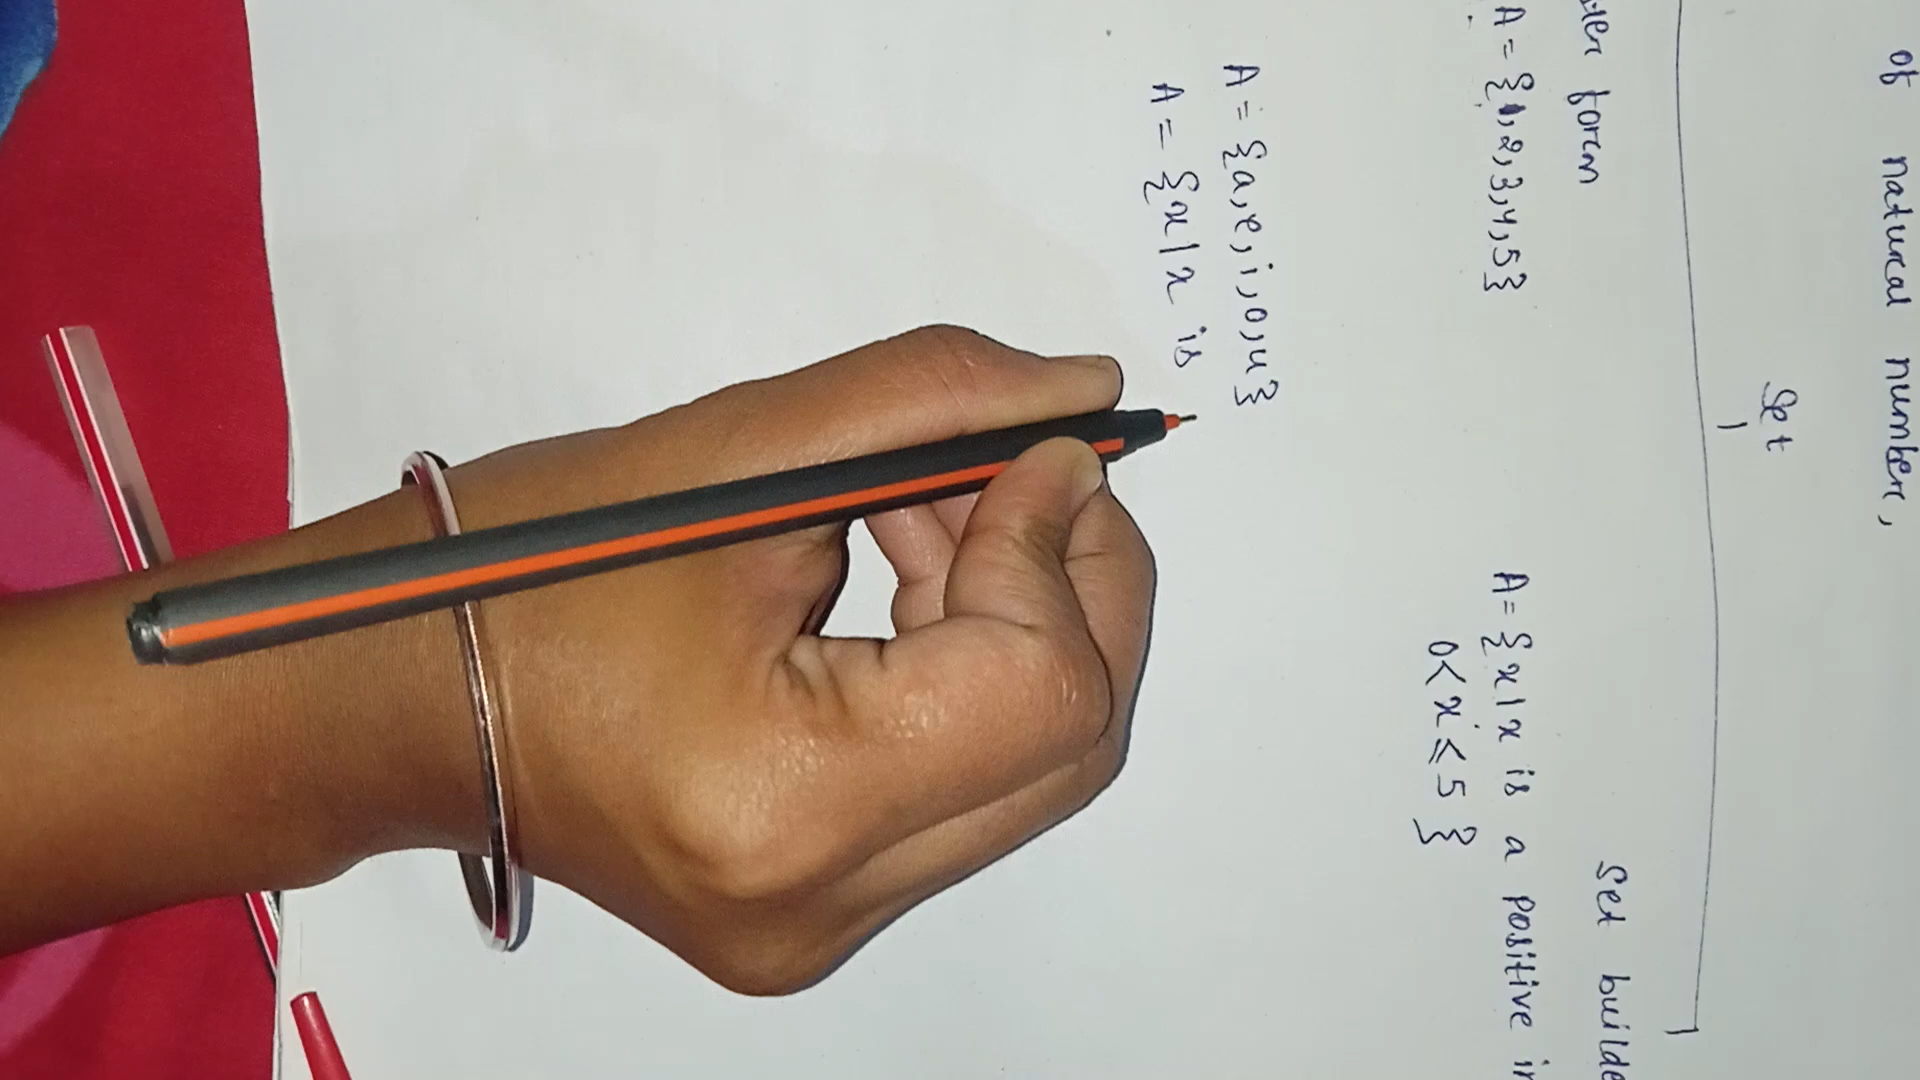 of natural number,
Set
ster form
Set builde
A = {1,2,3,4,5}
A = {x | x is a positive in
0 < x ≤ 5 }
A = {a, e, i, o, u}
A = {x | x is